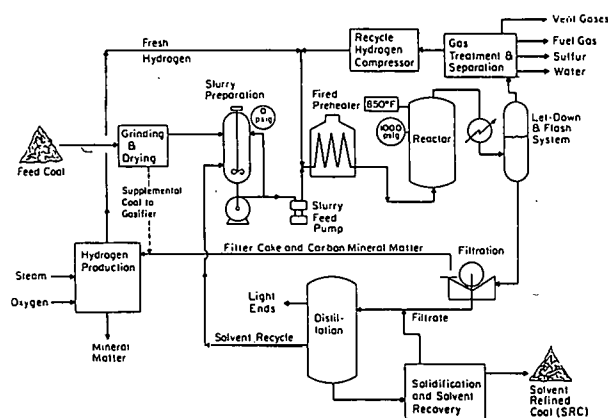 Vent Gases
Fuel Gas
Sulfur
Water
Gas
Treatment &
Separation
Recycle
Hydrogen
Compressor
Fresh
Hydrogen
Slurry
Preparation
0
psig
Fired
Preheater
850°F
1000
psig
Reactor
Let-Down
& Flash
System
Grinding
&
Drying
Feed Coal
Supplemental
Coal to
Gasifier
Slurry
Feed
Pump
Filter Cake and Carbon Mineral Matter
Filtration
Hydrogen
Production
Steam
Oxygen
Mineral
Matter
Light
Ends
Distil-
lation
Filtrate
Solvent Recycle
Solidification
and Solvent
Recovery
Solvent
Refined
Coal (SRC)